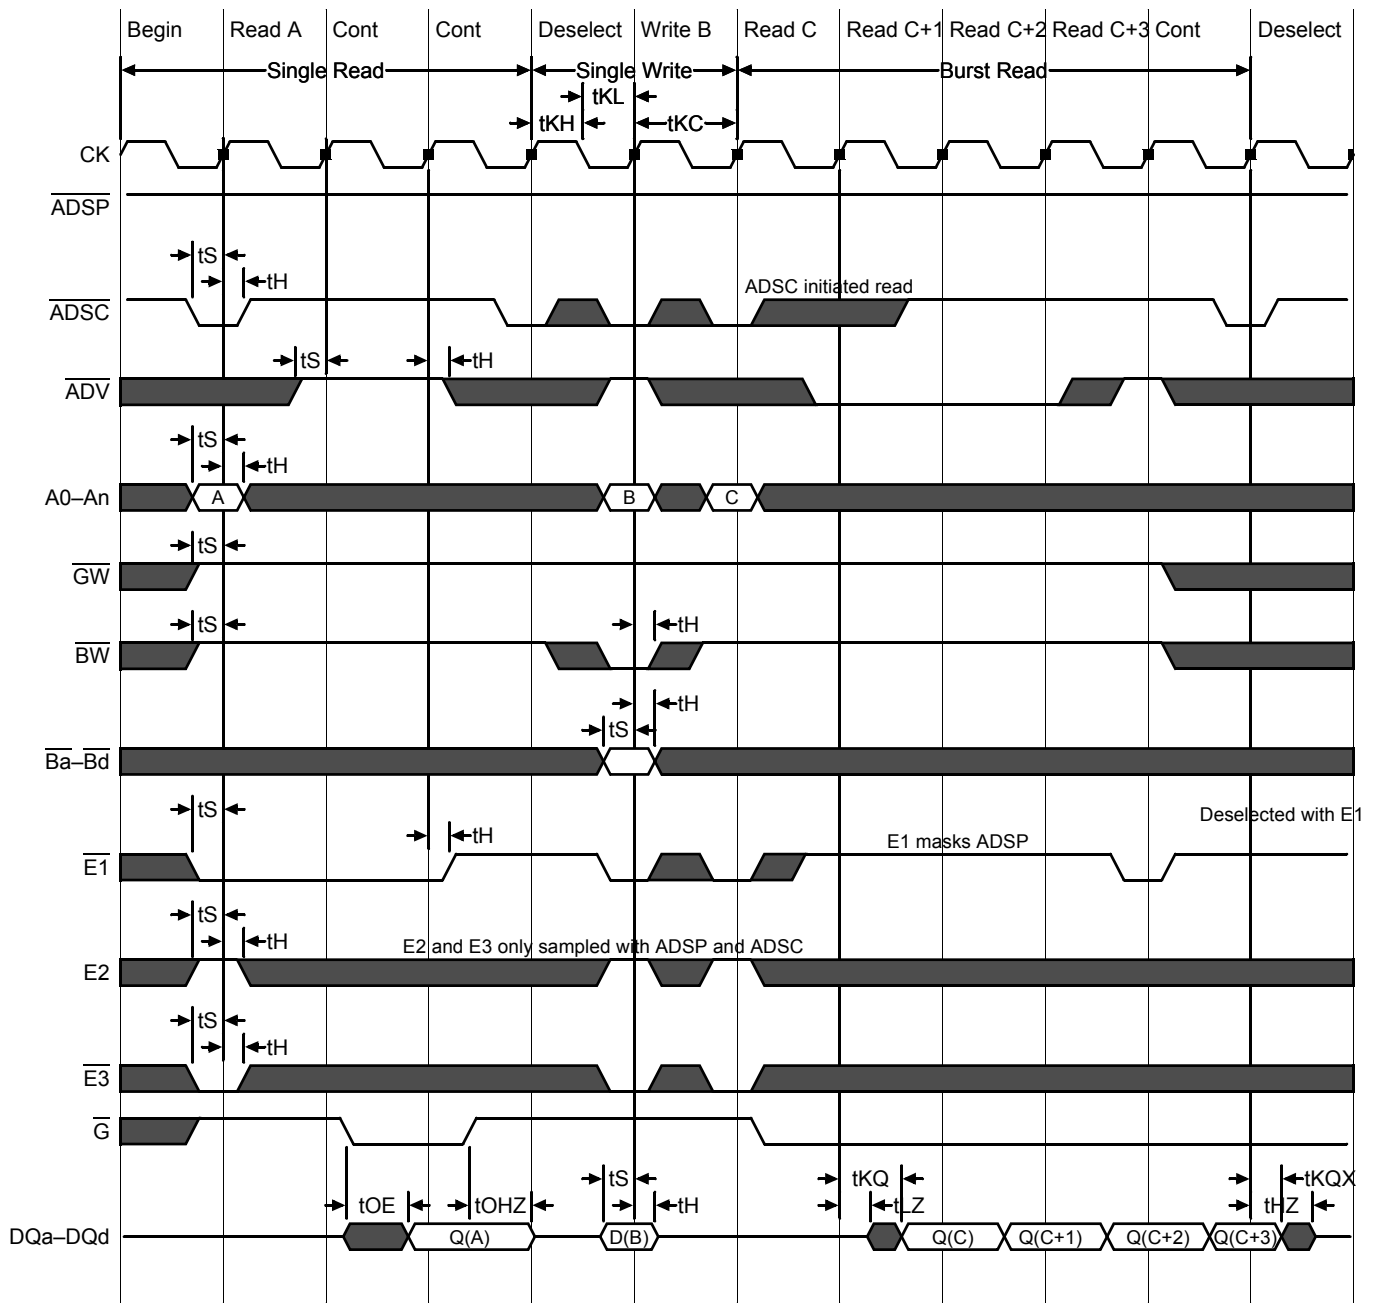 Begin Read A Cont Cont Deselect Write B Read C Read C+1 Read C+2 Read C+3 Cont Deselect
Single Read Single Write Burst Read
tKL
tKH tKC
CK
ADSP
tS
tH
ADSC initiated read
ADSC
tS tH
ADV
tS
tH
A0–An A B C
tS
GW
tS tH
BW
tH
tS
Ba–Bd
tS
Deselected with E1
tH
E1 masks ADSP
E1
tS
tH
E2 and E3 only sampled with ADSP and ADSC
E2
tS
tH
E3
G
tS tKQ tKQX
tOE tOHZ tH tLZ tHZ
DQa–DQd Q(A) D(B) Q(C) Q(C+1) Q(C+2) Q(C+3)